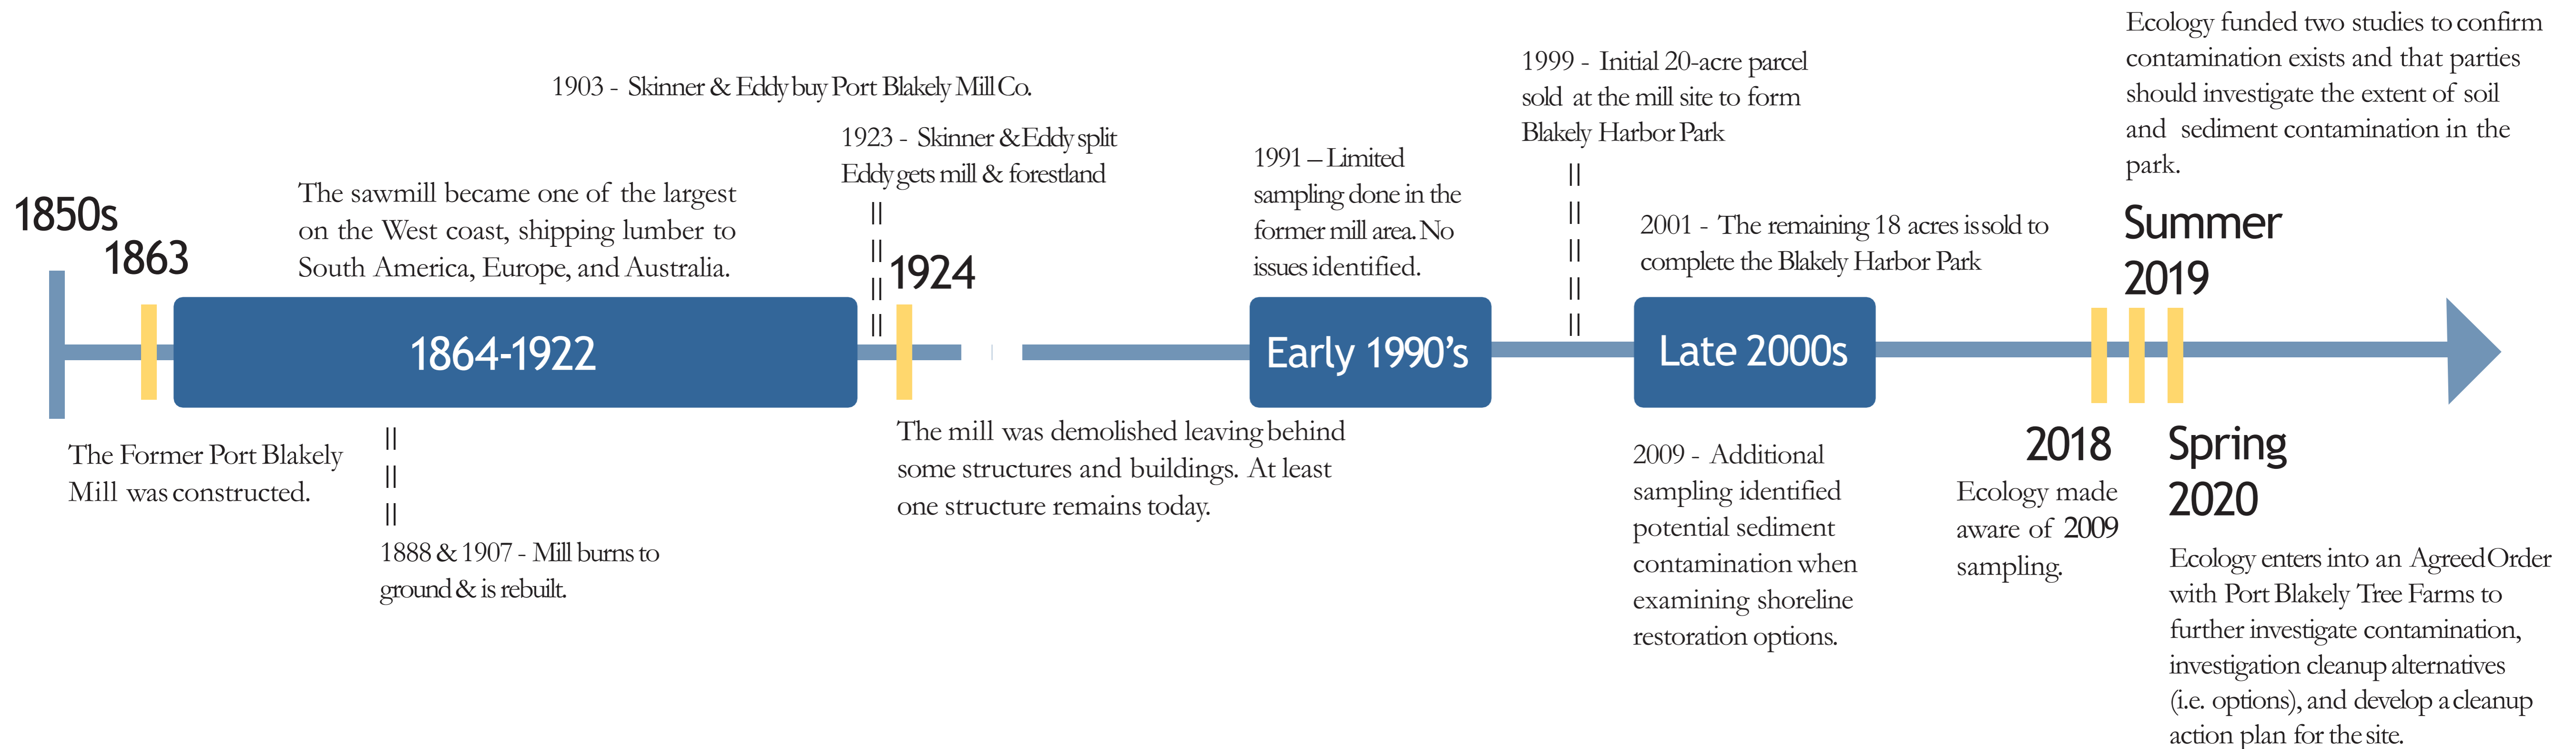 1850s
1863
The Former Port Blakely
Mill was constructed.
The sawmill became one of the largest
on the West coast, shipping lumber to
South America, Europe, and Australia.
1864-1922
1888 & 1907 - Mill burns to
ground & is rebuilt.
1903 - Skinner & Eddy buy Port Blakely Mill Co.
1923 - Skinner & Eddy split
Eddy gets mill & forestland
1924
The mill was demolished leaving behind
some structures and buildings. At least
one structure remains today.
1991 – Limited
sampling done in the
former mill area. No
issues identified.
Early 1990's
1999 - Initial 20-acre parcel
sold at the mill site to form
Blakely Harbor Park
2001 - The remaining 18 acres is sold to
complete the Blakely Harbor Park
Late 2000s
2009 - Additional
sampling identified
potential sediment
contamination when
examining shoreline
restoration options.
2018
Ecology made
aware of 2009
sampling.
Ecology funded two studies to confirm
contamination exists and that parties
should investigate the extent of soil
and sediment contamination in the
park.
Summer
2019
Spring
2020
Ecology enters into an Agreed Order
with Port Blakely Tree Farms to
further investigate contamination,
investigation cleanup alternatives
(i.e. options), and develop a cleanup
action plan for the site.